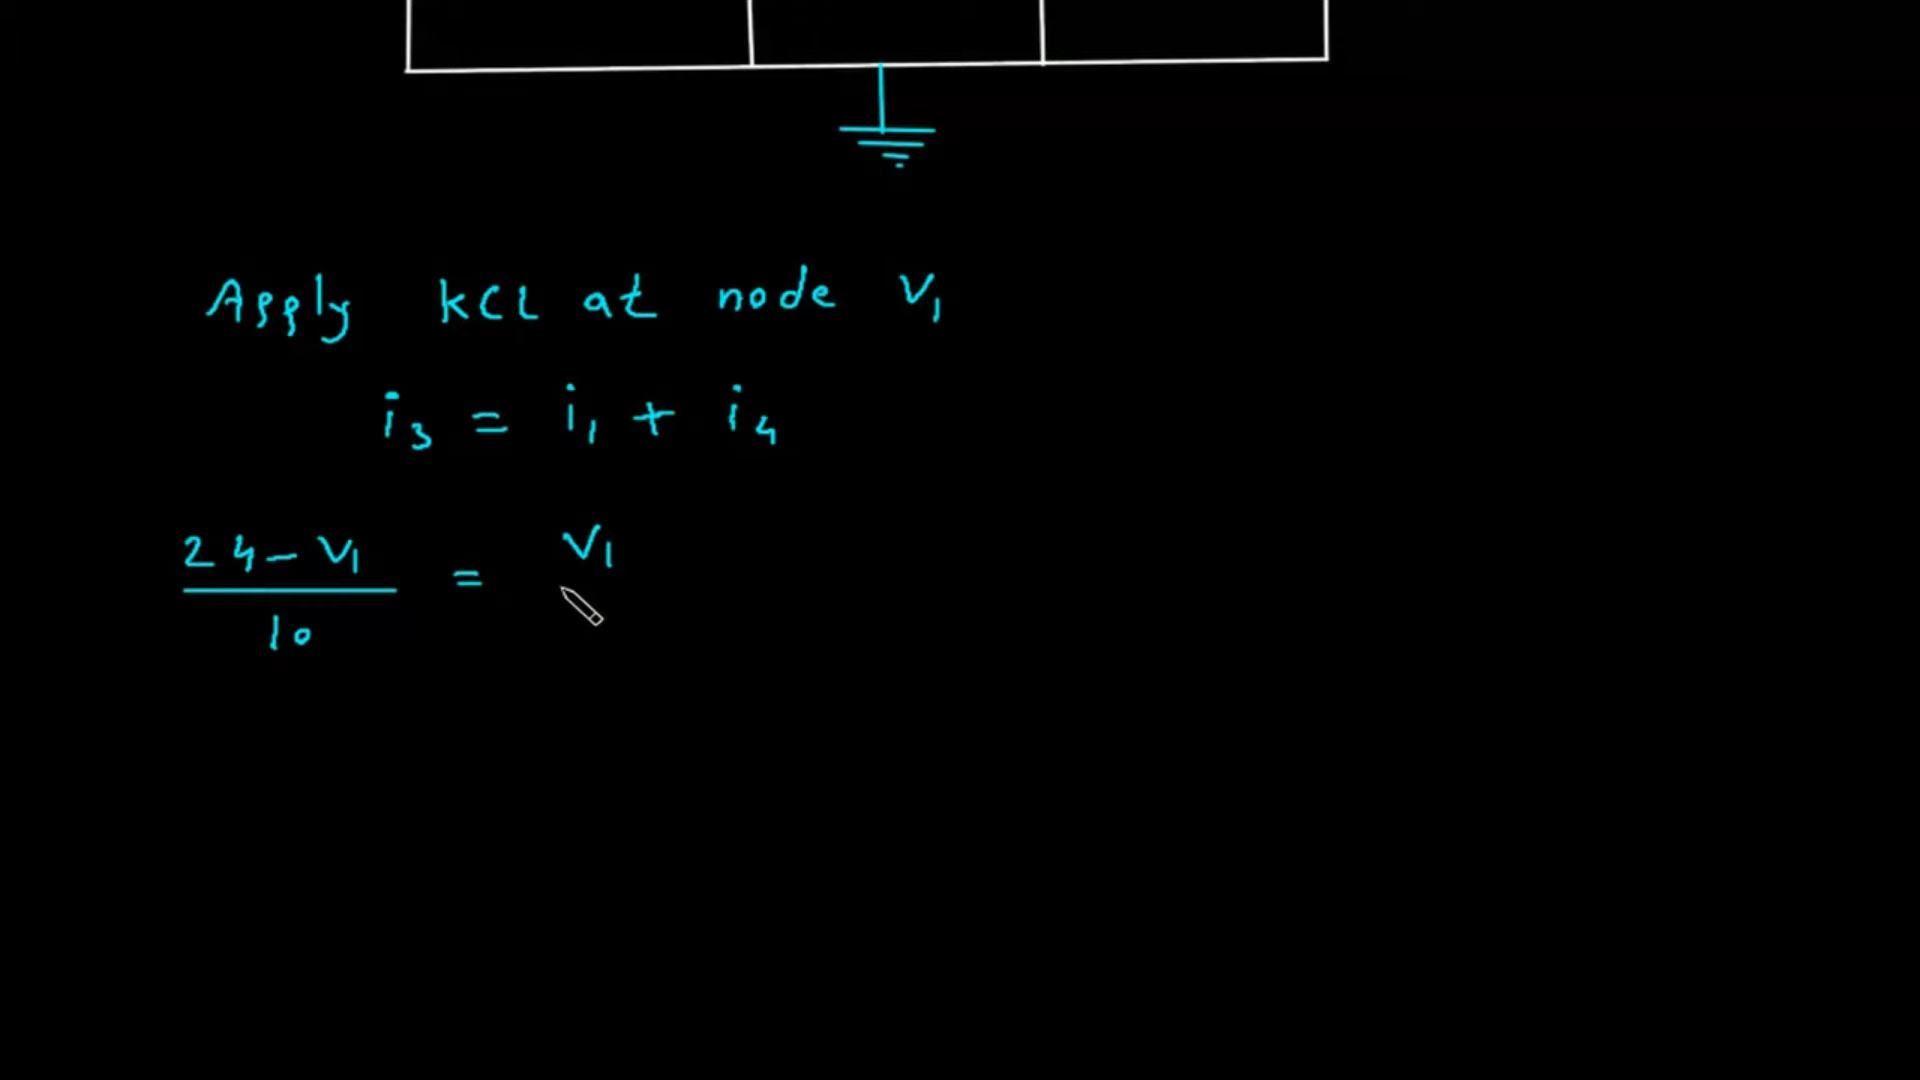 Apply KCL at node V₁
i₃ = i₁ + i₄
24 - V₁ / 10 = V₁